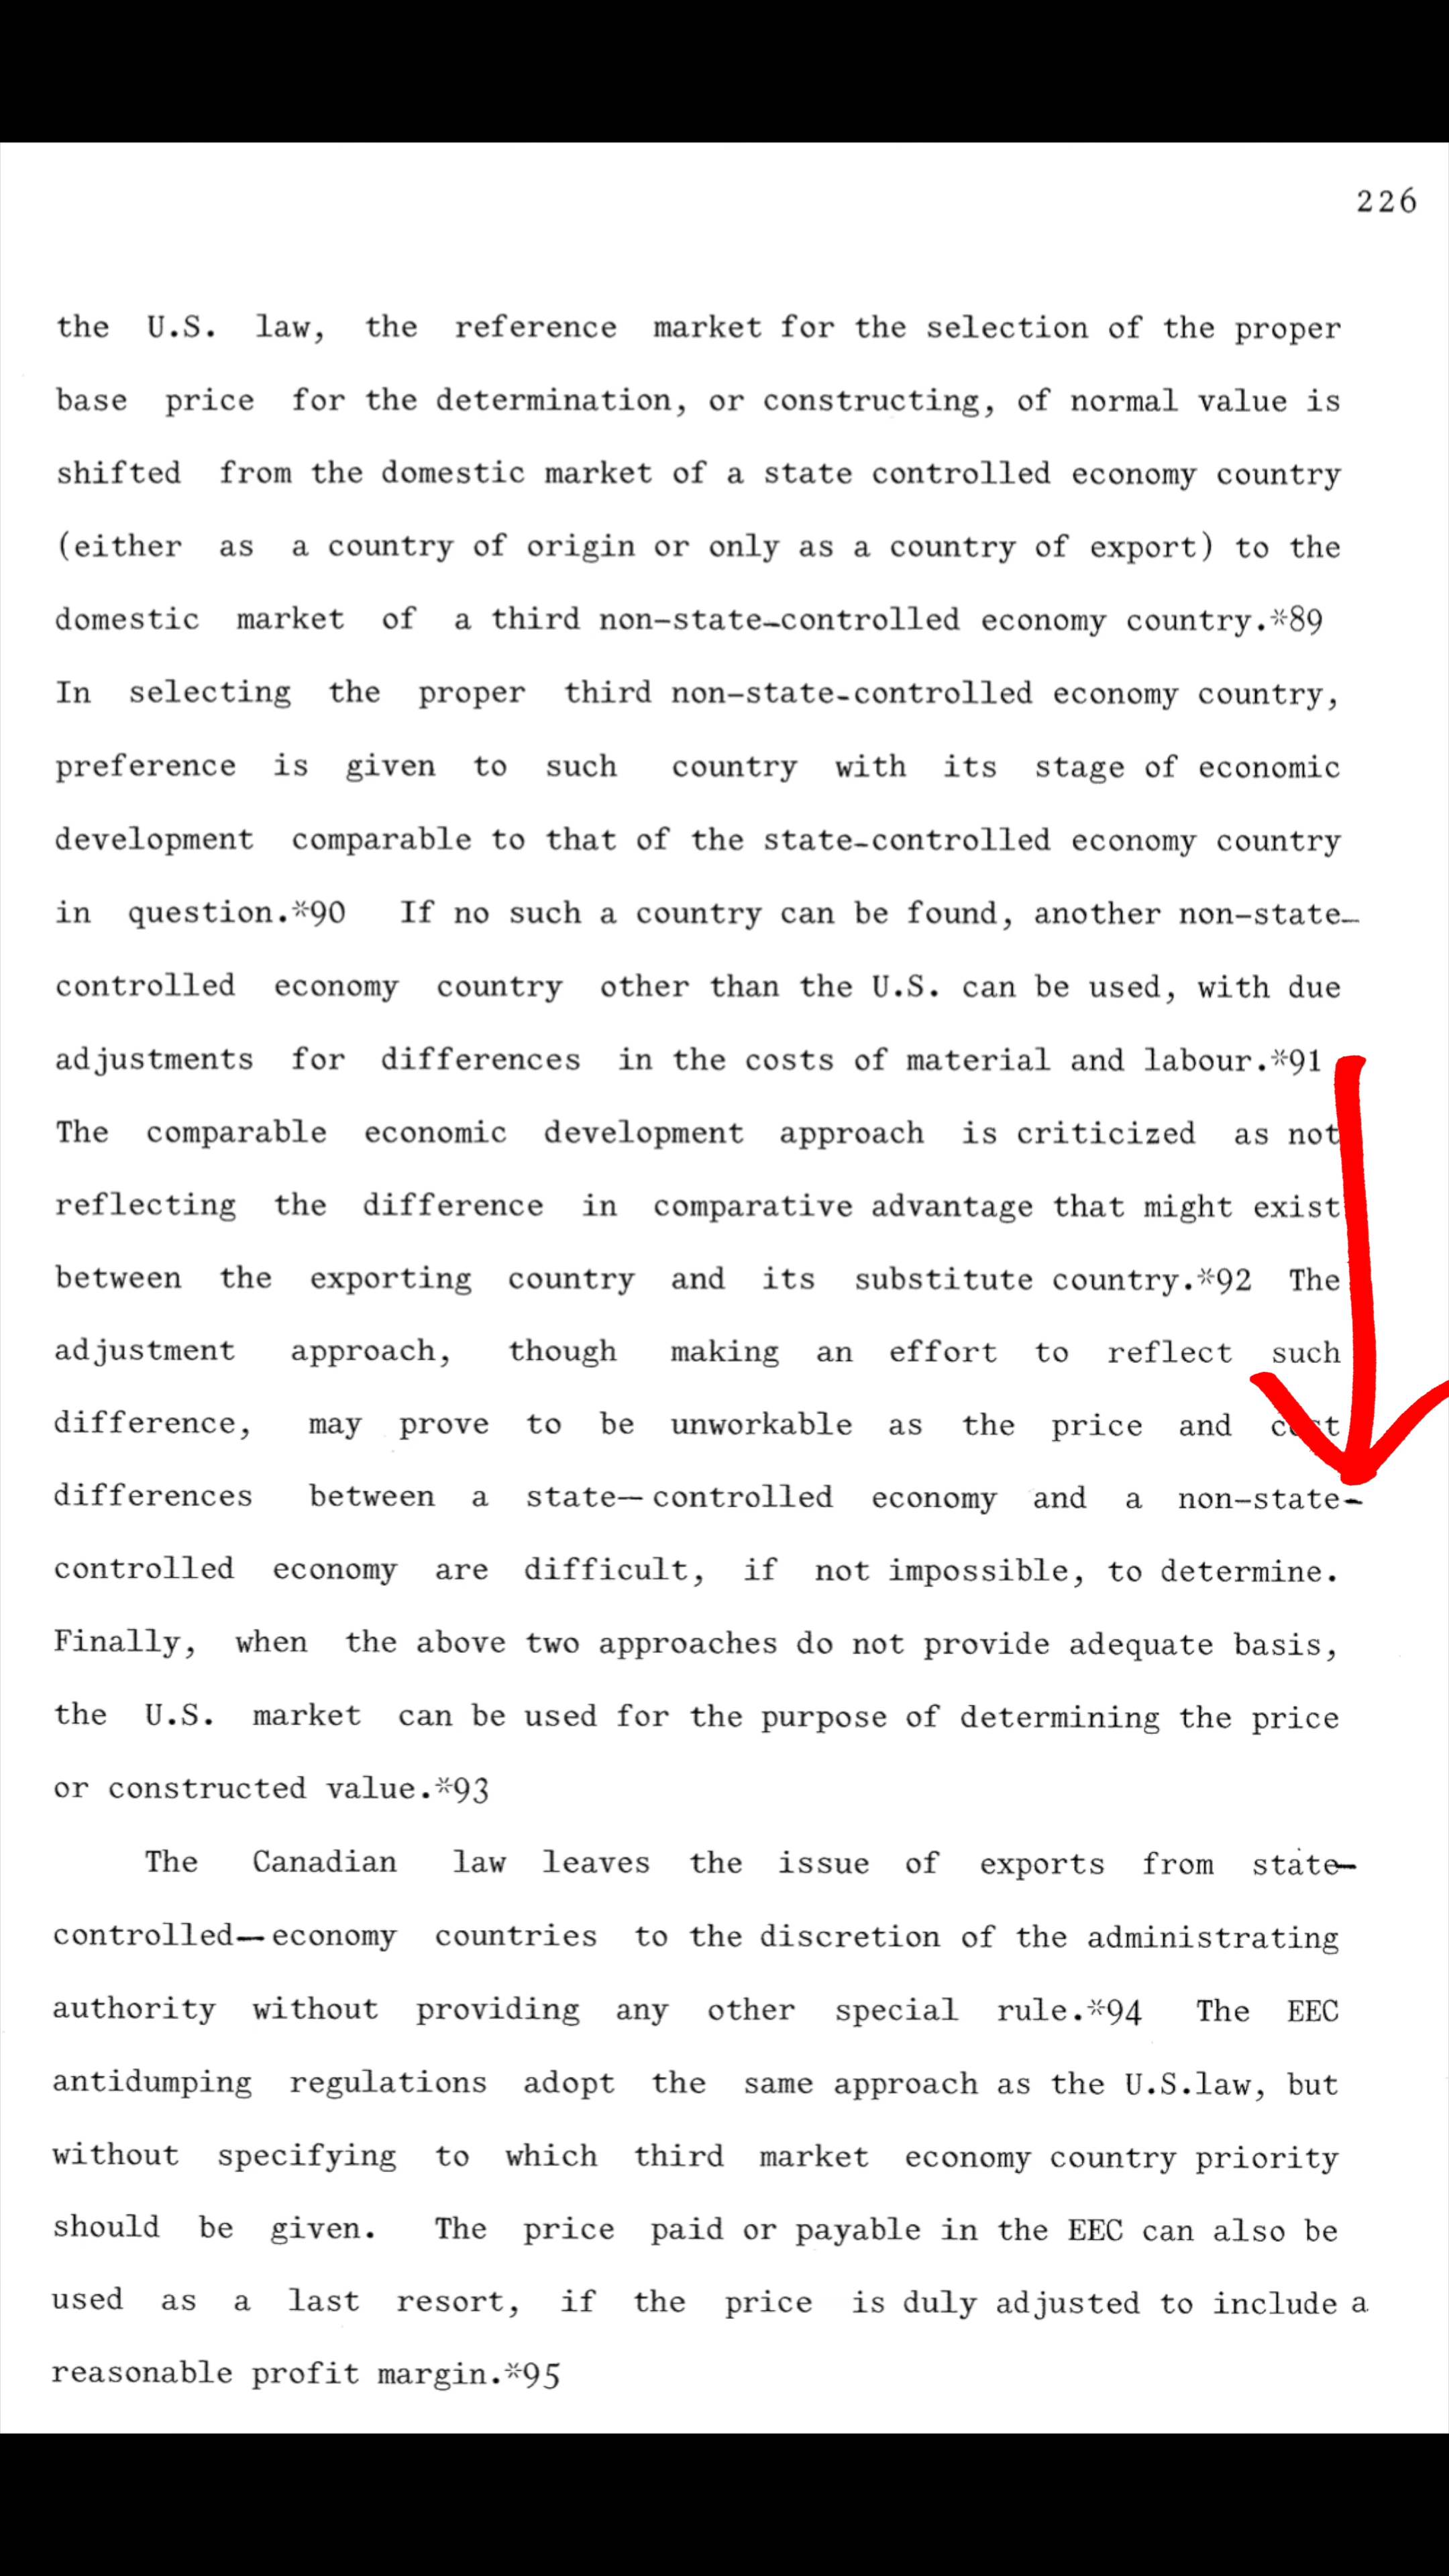 226
the U.S. law, the reference market for the selection of the proper
base price for the determination, or constructing, of normal value is
shifted from the domestic market of a state controlled economy country
(either as a country of origin or only as a country of export) to the
domestic market of a third non-state-controlled economy country.*89
In selecting the proper third non-state-controlled economy country,
preference is given to such country with its stage of economic
development comparable to that of the state-controlled economy country
in question.*90 If no such a country can be found, another non-state-
controlled economy country other than the U.S. can be used, with due
adjustments for differences in the costs of material and labour.*91
The comparable economic development approach is criticized as not
reflecting the difference in comparative advantage that might exist
between the exporting country and its substitute country.*92 The
adjustment approach, though making an effort to reflect such
difference, may prove to be unworkable as the price and cost
differences between a state-controlled economy and a non-state-
controlled economy are difficult, if not impossible, to determine.
Finally, when the above two approaches do not provide adequate basis,
the U.S. market can be used for the purpose of determining the price
or constructed value.*93
The Canadian law leaves the issue of exports from state-
controlled-economy countries to the discretion of the administrating
authority without providing any other special rule.*94 The EEC
antidumping regulations adopt the same approach as the U.S.law, but
without specifying to which third market economy country priority
should be given. The price paid or payable in the EEC can also be
used as a last resort, if the price is duly adjusted to include a
reasonable profit margin.*95